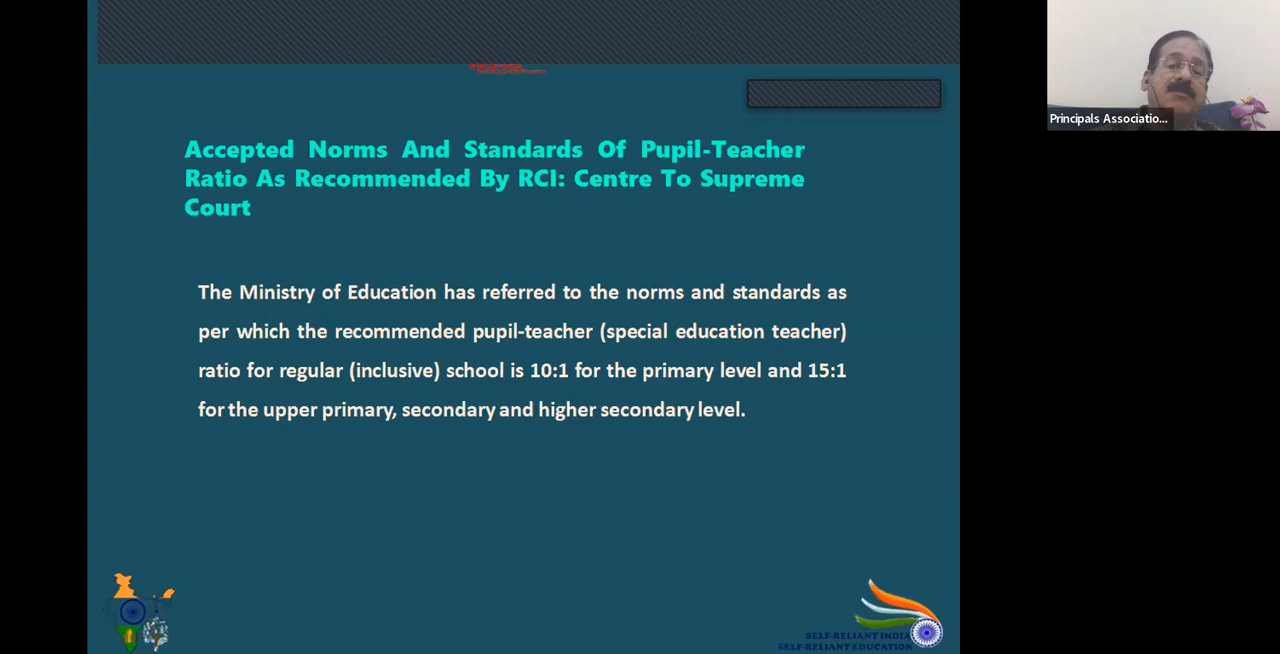 Principals Associatio...
Accepted Norms And Standards Of Pupil-Teacher
Ratio As Recommended By RCI: Centre To Supreme
Court
The Ministry of Education has referred to the norms and standards as
per which the recommended pupil-teacher (special education teacher)
ratio for regular (inclusive) school is 10:1 for the primary level and 15:1
for the upper primary, secondary and higher secondary level.
SELF-RELIANT INDIA
SELF-RELIANT EDUCATION